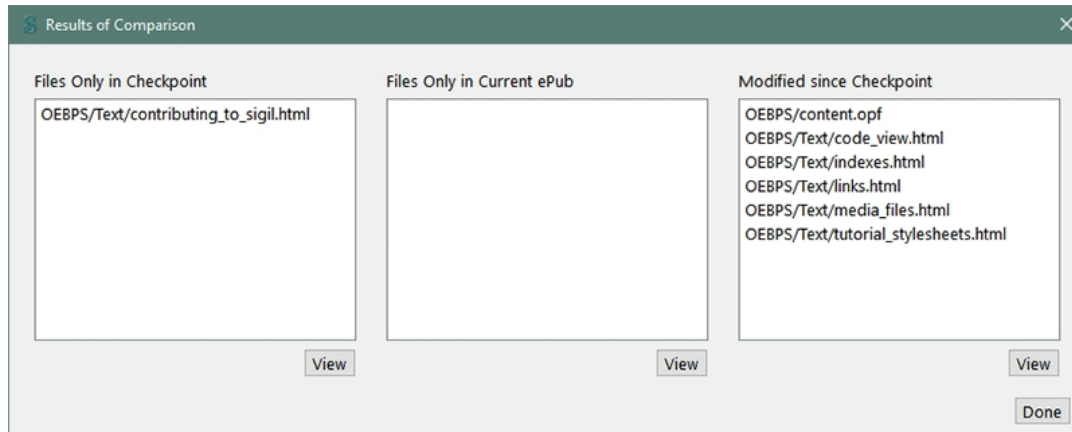 Results of Comparison
Files Only in Checkpoint
OEBPS/Text/contributing_to_sigil.html
View
Files Only in Current ePub
View
Modified since Checkpoint
OEBPS/content.opf
OEBPS/Text/code_view.html
OEBPS/Text/indexes.html
OEBPS/Text/links.html
OEBPS/Text/media_files.html
OEBPS/Text/tutorial_stylesheets.html
View
Done